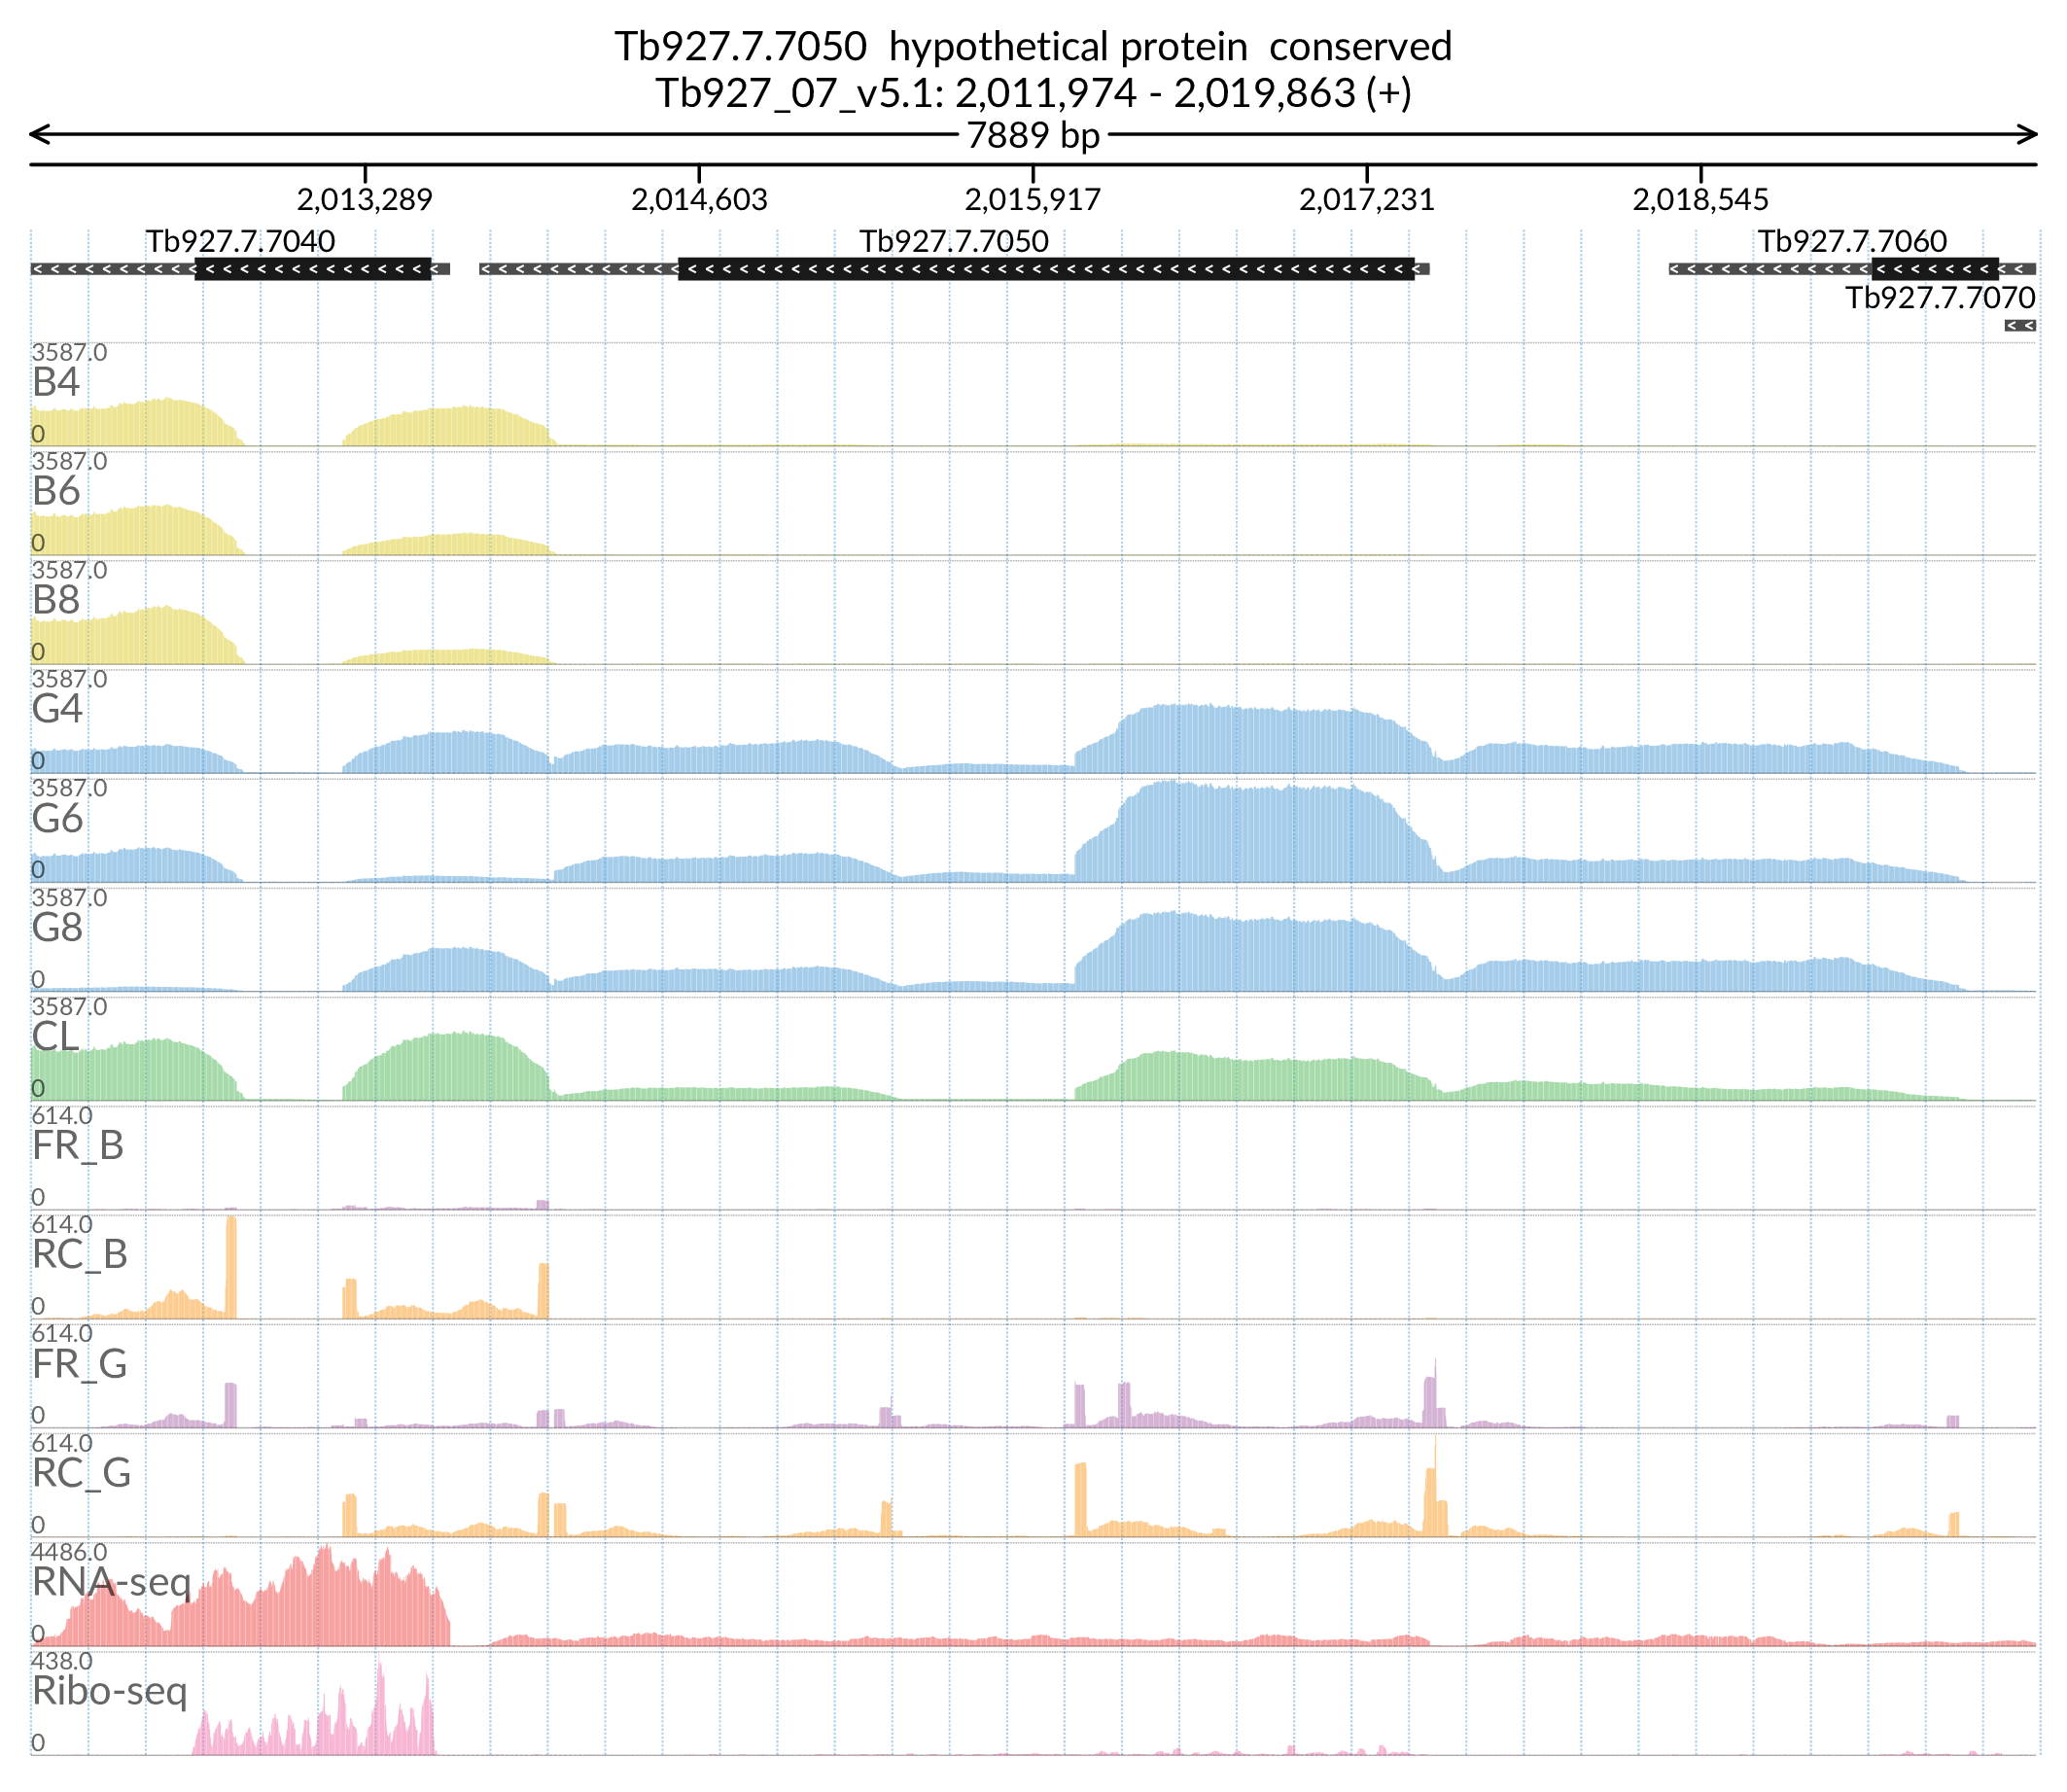 Tb927.7.7050 hypothetical protein conserved
Tb927_07_v5.1: 2,011,974 - 2,019,863 (+)
7889 bp
2,013,289 2,014,603 2,015,917 2,017,231 2,018,545
Tb927.7.7040 Tb927.7.7050 Tb927.7.7060
Tb927.7.7070
3587.0
B4
0
3587.0
B6
0
3587.0
B8
0
3587.0
G4
0
3587.0
G6
0
3587.0
G8
0
3587.0
CL
0
614.0
FR_B
0
614.0
RC_B
0
614.0
FR_G
0
614.0
RC_G
0
4486.0
RNA-seq
0
438.0
Ribo-seq
0